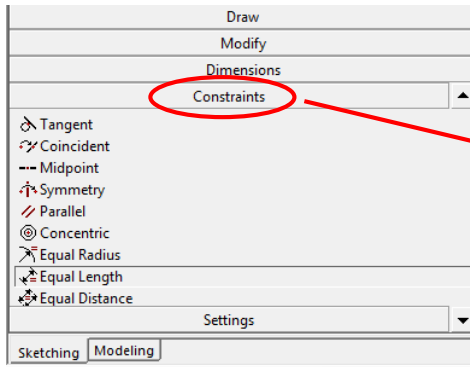 Draw
Modify
Dimensions
Constraints
Tangent
Coincident
Midpoint
Symmetry
Parallel
Concentric
Equal Radius
Equal Length
Equal Distance
Settings
Sketching Modeling